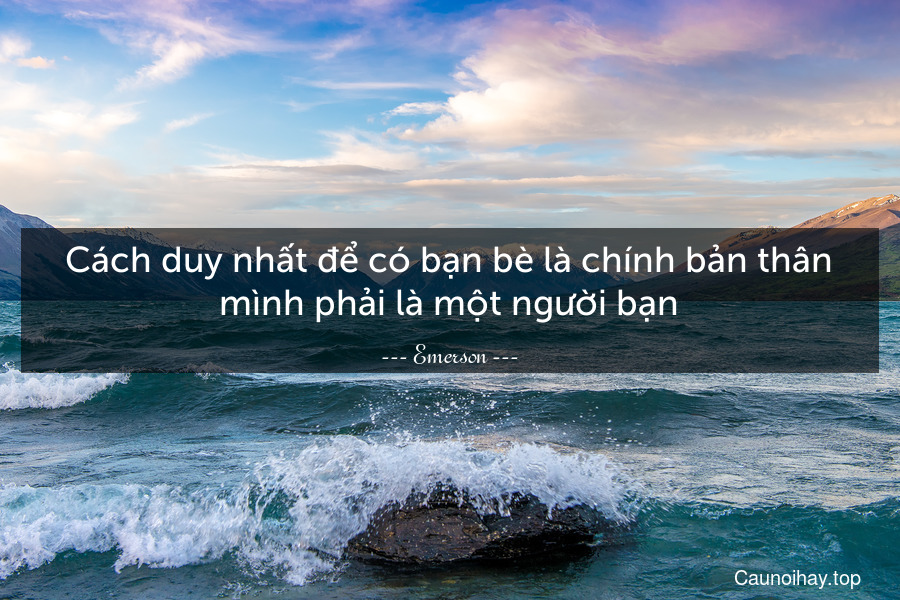 Cách duy nhất để có bạn bè là chính bản thân
mình phải là một người bạn
--- Emerson ---
Caunoihay.top